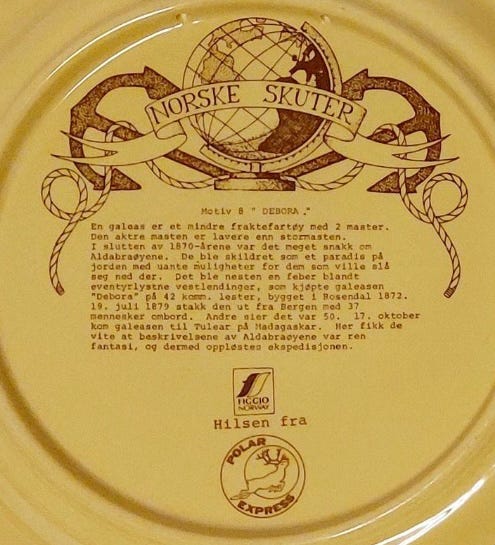 NORSKE SKUTER
Motiv 8 " DEBORA."
En galeas er et mindre fraktefartøy med 2 master.
Den aktre masten er lavere enn stormasten.
I slutten av 1870-årene var det meget snakk om
Aldabraøyene. De ble skildret som et paradis på
jorden med uante muligheter for dem som ville slå
seg ned der. Det ble nesten en feber blandt
eventyrlystne vestlendinger, som kjøpte galeasen
"Debora" på 42 komm. lester, bygget i Rosendal 1872.
19. juli 1879 stakk den ut fra Bergen med 37
mennesker ombord. Andre sier det var 50. 17. oktober
kom galeasen til Tulear på Madagaskar. Her fikk de
vite at beskrivelsene av Aldabraøyene var ren
fantasi, og dermed oppløstes ekspedisjonen.
FIGGJO
NORWAY
Hilsen fra
POLAR
EXPRESS